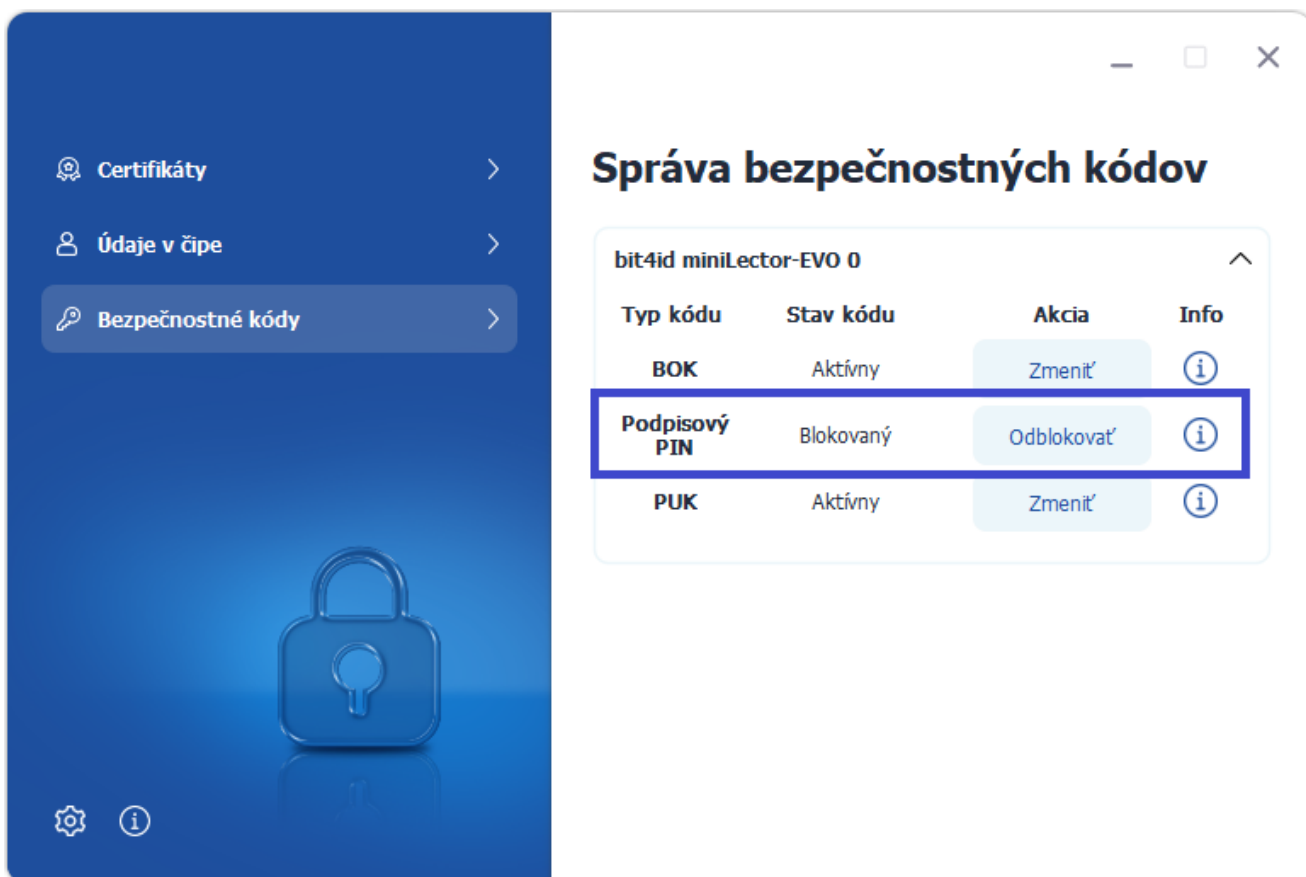 Certifikáty
Údaje v čipe
Bezpečnostné kódy
Správa bezpečnostných kódov
bit4id miniLector-EVO 0
Typ kódu Stav kódu Akcia Info
BOK Aktívny Zmeniť
Podpisový PIN Blokovaný Odblokovať
PUK Aktívny Zmeniť